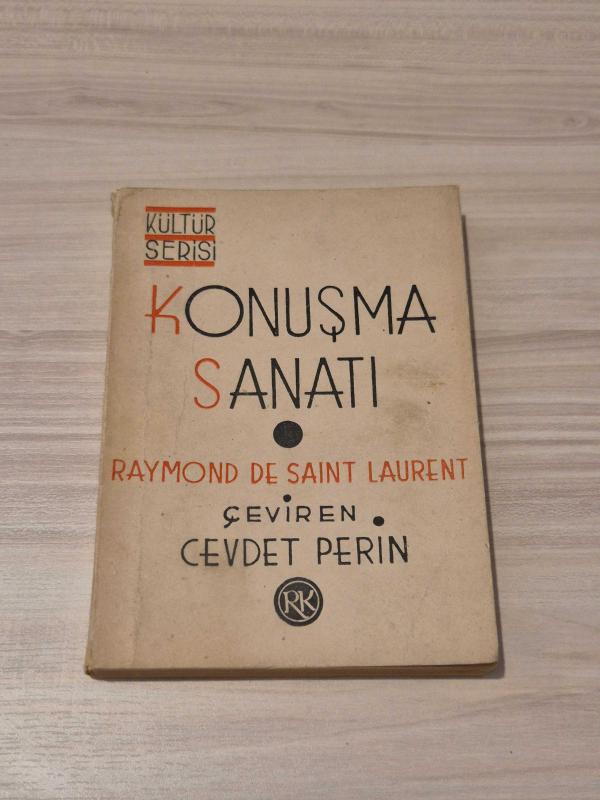 KÜLTÜR
SERİSİ
KONUŞMA
SANATI
RAYMOND DE SAINT LAURENT
ÇEVİREN
CEVDET PERİN
RK